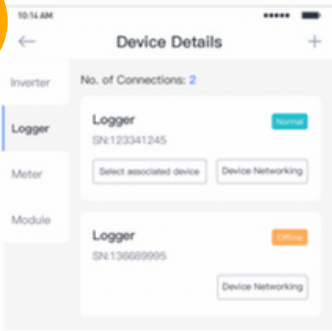 10:14 AM
Device Details
Inverter
No. of Connections: 2
Logger
Logger
Normal
SN:123341245
Meter
Select associated device
Device Networking
Module
Logger
Offline
SN:136689995
Device Networking